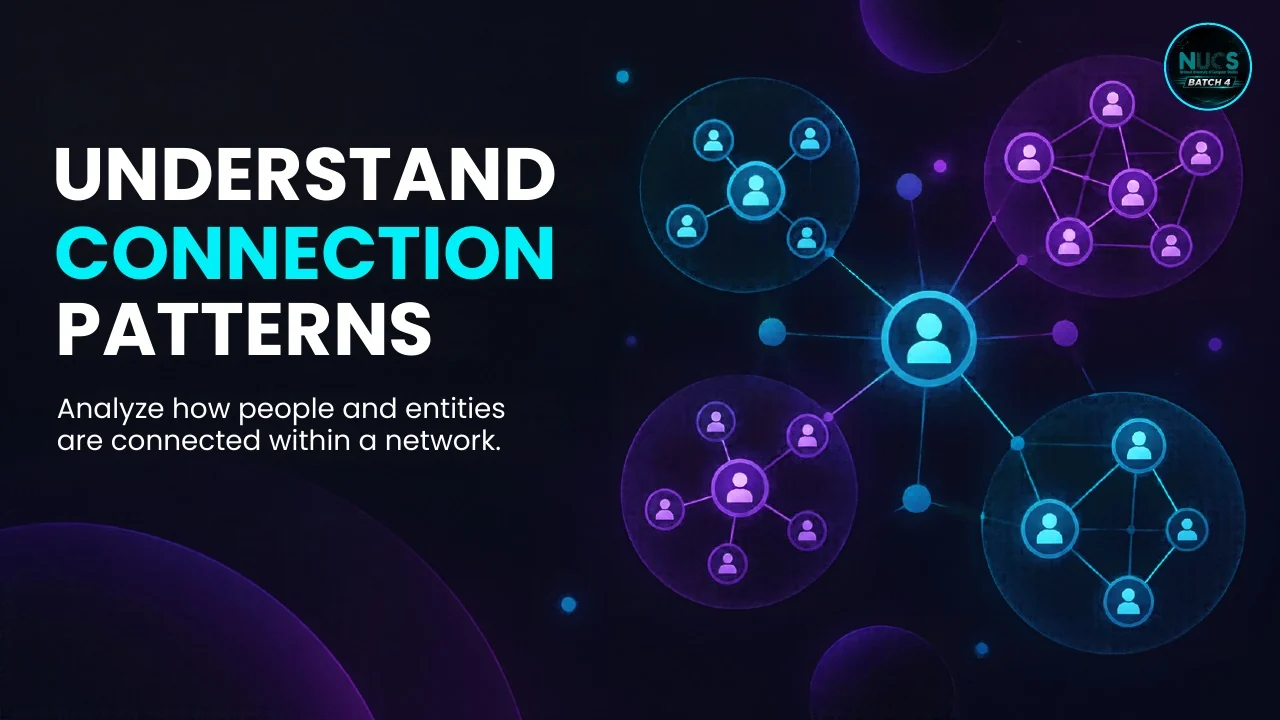 UNDERSTAND
CONNECTION
PATTERNS
Analyze how people and entities
are connected within a network.
NUCS
BATCH 4